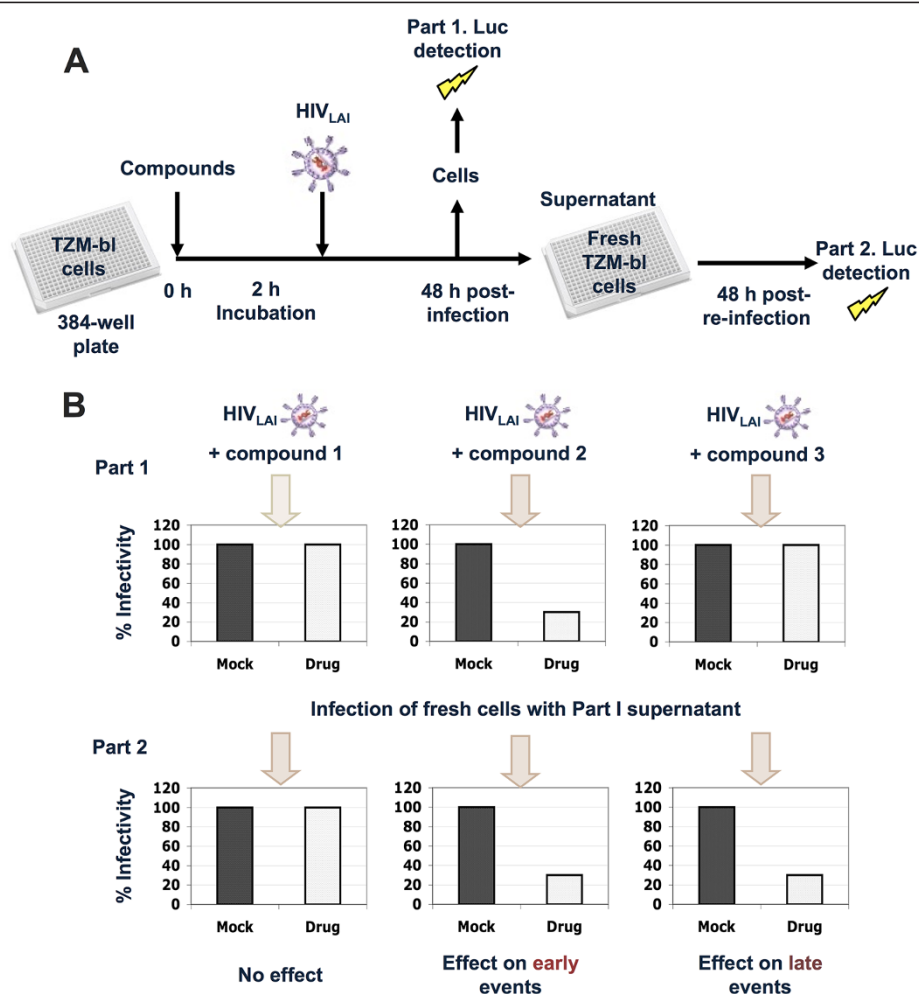 A
Part 1. Luc
detection
HIVLAI
Compounds
Cells
Supernatant
TZM-bl
cells
Fresh
TZM-bl
cells
Part 2. Luc
detection
0 h
2 h
Incubation
48 h post-
infection
48 h post-
re-infection
384-well
plate
B
HIVLAI
+ compound 1
HIVLAI
+ compound 2
HIVLAI
+ compound 3
Part 1
% Infectivity
120
100
80
60
40
20
0
Mock Drug
120
100
80
60
40
20
0
Mock Drug
120
100
80
60
40
20
0
Mock Drug
Infection of fresh cells with Part I supernatant
Part 2
% Infectivity
120
100
80
60
40
20
0
Mock Drug
120
100
80
60
40
20
0
Mock Drug
120
100
80
60
40
20
0
Mock Drug
No effect
Effect on early
events
Effect on late
events